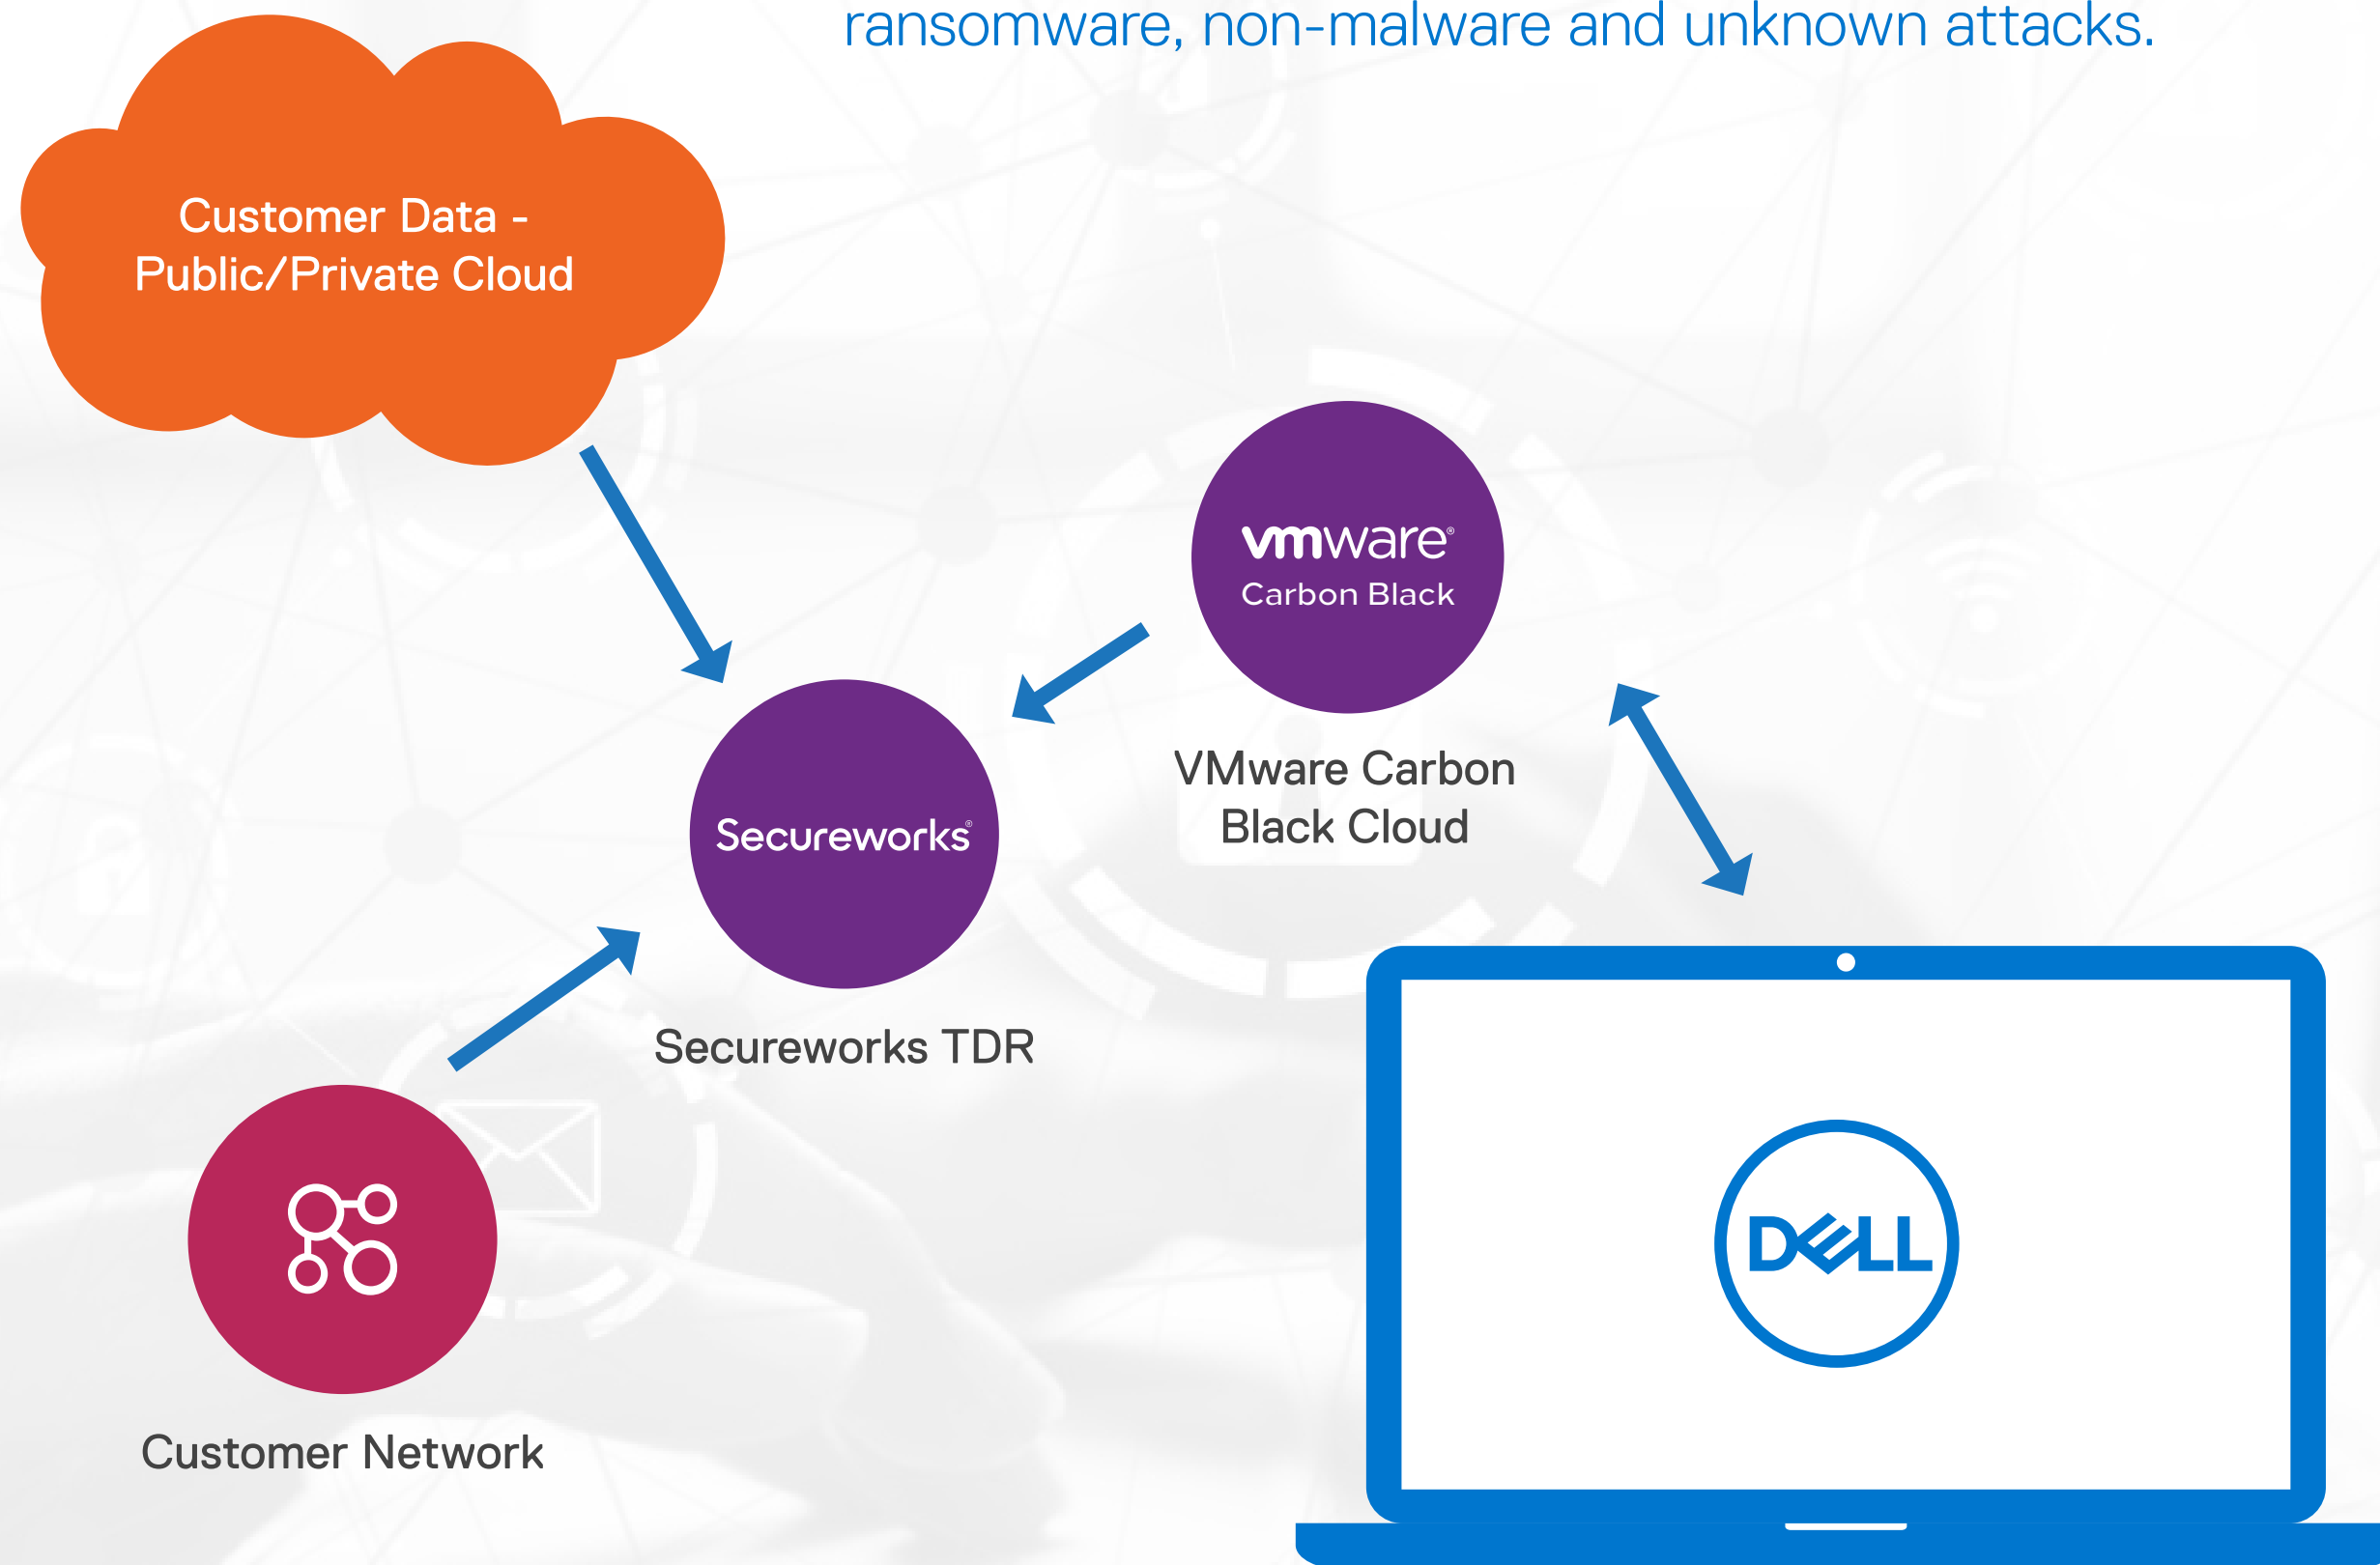 ransomware, non-malware and unknown attacks.
Customer Data -
Public/Private Cloud
vmware®
Carbon Black
VMware Carbon
Black Cloud
Secureworks®
Secureworks TDR
Customer Network
DELL